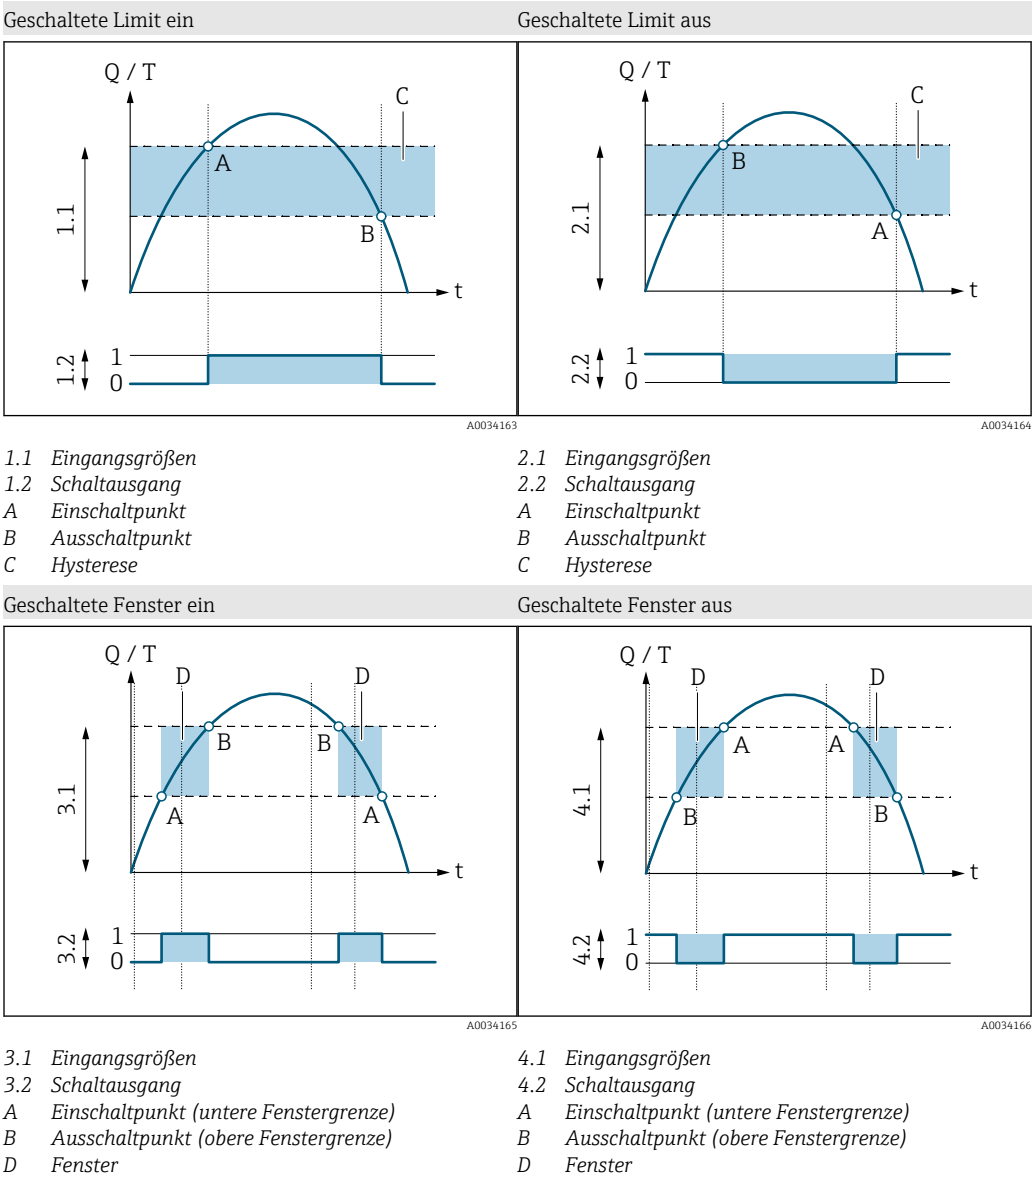 Geschaltete Limit ein
Geschaltete Limit aus
Q / T
C
A
B
1.1
t
1.2
1
0
A0034163
Q / T
C
B
A
2.1
t
2.2
1
0
A0034164
1.1 Eingangsgrößen
1.2 Schaltausgang
A Einschaltpunkt
B Ausschaltpunkt
C Hysterese
2.1 Eingangsgrößen
2.2 Schaltausgang
A Einschaltpunkt
B Ausschaltpunkt
C Hysterese
Geschaltete Fenster ein
Geschaltete Fenster aus
Q / T
D
D
B
B
A
A
3.1
t
3.2
1
0
A0034165
Q / T
D
D
A
A
B
B
4.1
t
4.2
1
0
A0034166
3.1 Eingangsgrößen
3.2 Schaltausgang
A Einschaltpunkt (untere Fenstergrenze)
B Ausschaltpunkt (obere Fenstergrenze)
D Fenster
4.1 Eingangsgrößen
4.2 Schaltausgang
A Einschaltpunkt (untere Fenstergrenze)
B Ausschaltpunkt (obere Fenstergrenze)
D Fenster